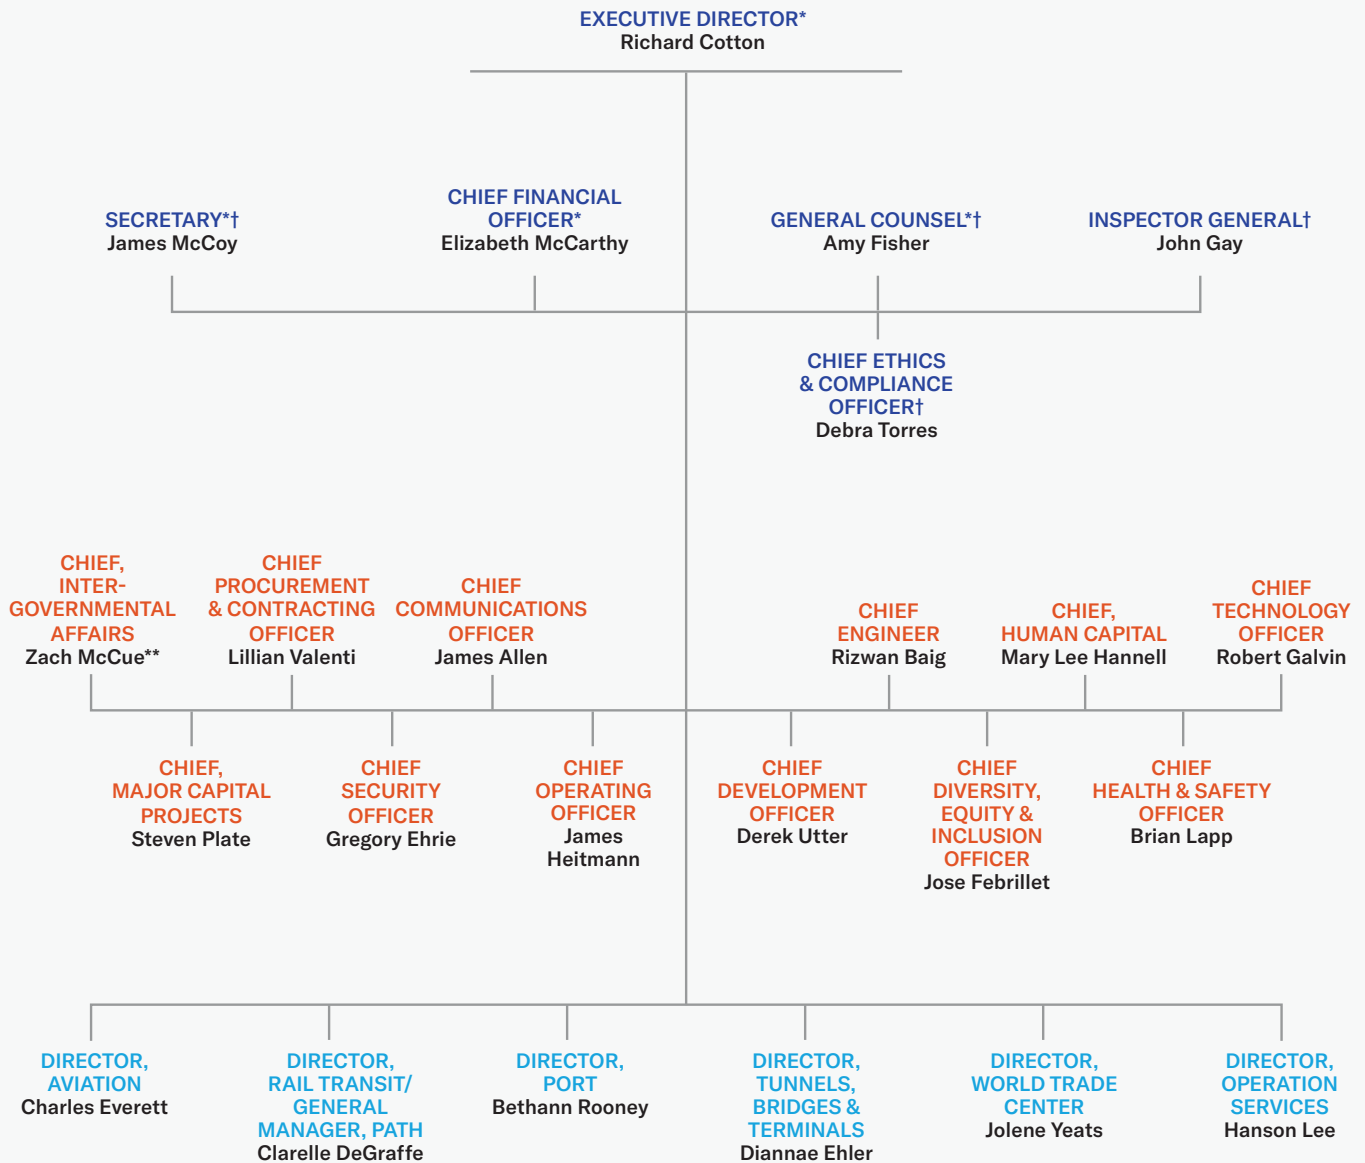 EXECUTIVE DIRECTOR*
Richard Cotton
SECRETARY*†
James McCoy
CHIEF FINANCIAL
OFFICER*
Elizabeth McCarthy
GENERAL COUNSEL*†
Amy Fisher
INSPECTOR GENERAL†
John Gay
CHIEF ETHICS
& COMPLIANCE
OFFICER†
Debra Torres
CHIEF,
INTER-
GOVERNMENTAL
AFFAIRS
Zach McCue**
CHIEF
PROCUREMENT
& CONTRACTING
OFFICER
Lillian Valenti
CHIEF
COMMUNICATIONS
OFFICER
James Allen
CHIEF
ENGINEER
Rizwan Baig
CHIEF,
HUMAN CAPITAL
Mary Lee Hannell
CHIEF
TECHNOLOGY
OFFICER
Robert Galvin
CHIEF,
MAJOR CAPITAL
PROJECTS
Steven Plate
CHIEF
SECURITY
OFFICER
Gregory Ehrie
CHIEF
OPERATING
OFFICER
James
Heitmann
CHIEF
DEVELOPMENT
OFFICER
Derek Utter
CHIEF
DIVERSITY,
EQUITY &
INCLUSION
OFFICER
Jose Febrillet
CHIEF
HEALTH & SAFETY
OFFICER
Brian Lapp
DIRECTOR,
AVIATION
Charles Everett
DIRECTOR,
RAIL TRANSIT/
GENERAL
MANAGER, PATH
Clarelle DeGraffe
DIRECTOR,
PORT
Bethann Rooney
DIRECTOR,
TUNNELS,
BRIDGES &
TERMINALS
Diannae Ehler
DIRECTOR,
WORLD TRADE
CENTER
Jolene Yeats
DIRECTOR,
OPERATION
SERVICES
Hanson Lee